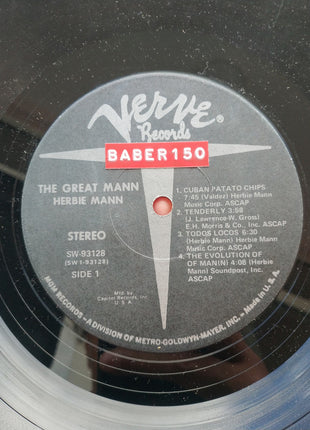 Verve®
Records
BABER150
THE GREAT MANN
HERBIE MANN
STEREO
SW-93128
(SW 1-93128)
SIDE 1
Mfd. by
Capitol Records, Inc.
U.S.A.
1. CUBAN PATATO CHIPS
7:45 (Valdez) Herbie Mann
Music Corp. ASCAP
2. TENDERLY 3:58
(J. Lawrence-W. Gross)
E.H. Morris & Co. Inc. ASCAP
3. TODOS LOCOS 6:30
(Herbie Mann) Herbie Mann
Music Corp. ASCAP
4. THE EVOLUTION OF
OF MAN(N) 4:08 (Herbie
Mann) Soundpost, Inc.
ASCAP
MGM RECORDS - A DIVISION OF METRO-GOLDWYN-MAYER, INC. - Made in U.S.A.